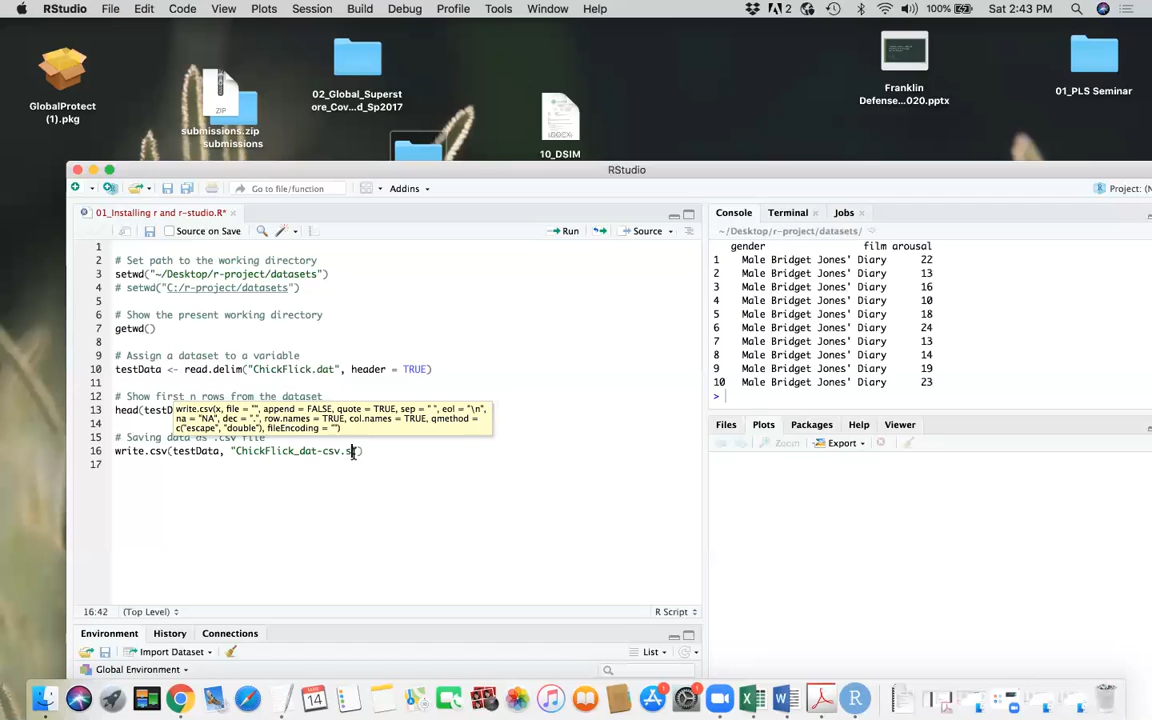 RStudio File Edit Code View Plots Session Build Debug Profile Tools Window Help 2 100% Sat 2:43 PM
GlobalProtect
(1).pkg
ZIP
submissions.zip
submissions
02_Global_Superst
ore_Cov...d_Sp2017
10_DSIM
Franklin
Defense...020.pptx
01_PLS Seminar
RStudio
Go to file/function Addins Project: (N
01_Installing r and r-studio.R*
Source on Save Run Source
1
2 # Set path to the working directory
3 setwd("~/Desktop/r-project/datasets")
4 # setwd("C:/r-project/datasets")
5
6 # Show the present working directory
7 getwd()
8
9 # Assign a dataset to a variable
10 testData <- read.delim("ChickFlick.dat", header = TRUE)
11
12 # Show first n rows from the dataset
13 head(testD
write.csv(x, file = "", append = FALSE, quote = TRUE, sep = " ", eol = "\n",
na = "NA", dec = ".", row.names = TRUE, col.names = TRUE, qmethod =
c("escape", "double"), fileEncoding = "")
14
15 # Saving data as .csv file
16 write.csv(testData, "ChickFlick_dat-csv.s
17
16:42 (Top Level) R Script
Environment History Connections
Import Dataset List
Global Environment
Console Terminal Jobs
~/Desktop/r-project/datasets/
gender film arousal
1 Male Bridget Jones' Diary 22
2 Male Bridget Jones' Diary 13
3 Male Bridget Jones' Diary 16
4 Male Bridget Jones' Diary 10
5 Male Bridget Jones' Diary 18
6 Male Bridget Jones' Diary 24
7 Male Bridget Jones' Diary 13
8 Male Bridget Jones' Diary 14
9 Male Bridget Jones' Diary 19
10 Male Bridget Jones' Diary 23
>
Files Plots Packages Help Viewer
Export
JUL
14